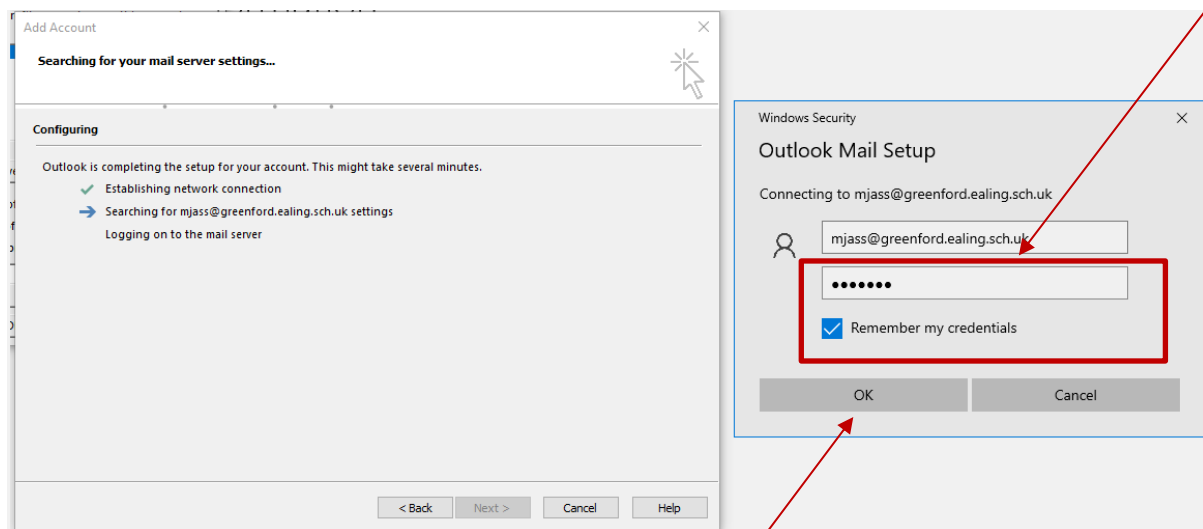 Add Account
Searching for your mail server settings...
Configuring
Outlook is completing the setup for your account. This might take several minutes.
Establishing network connection
Searching for mjass@greenford.ealing.sch.uk settings
Logging on to the mail server
< Back
Next >
Cancel
Help
Windows Security
Outlook Mail Setup
Connecting to mjass@greenford.ealing.sch.uk
mjass@greenford.ealing.sch.uk
•••••••
Remember my credentials
OK
Cancel